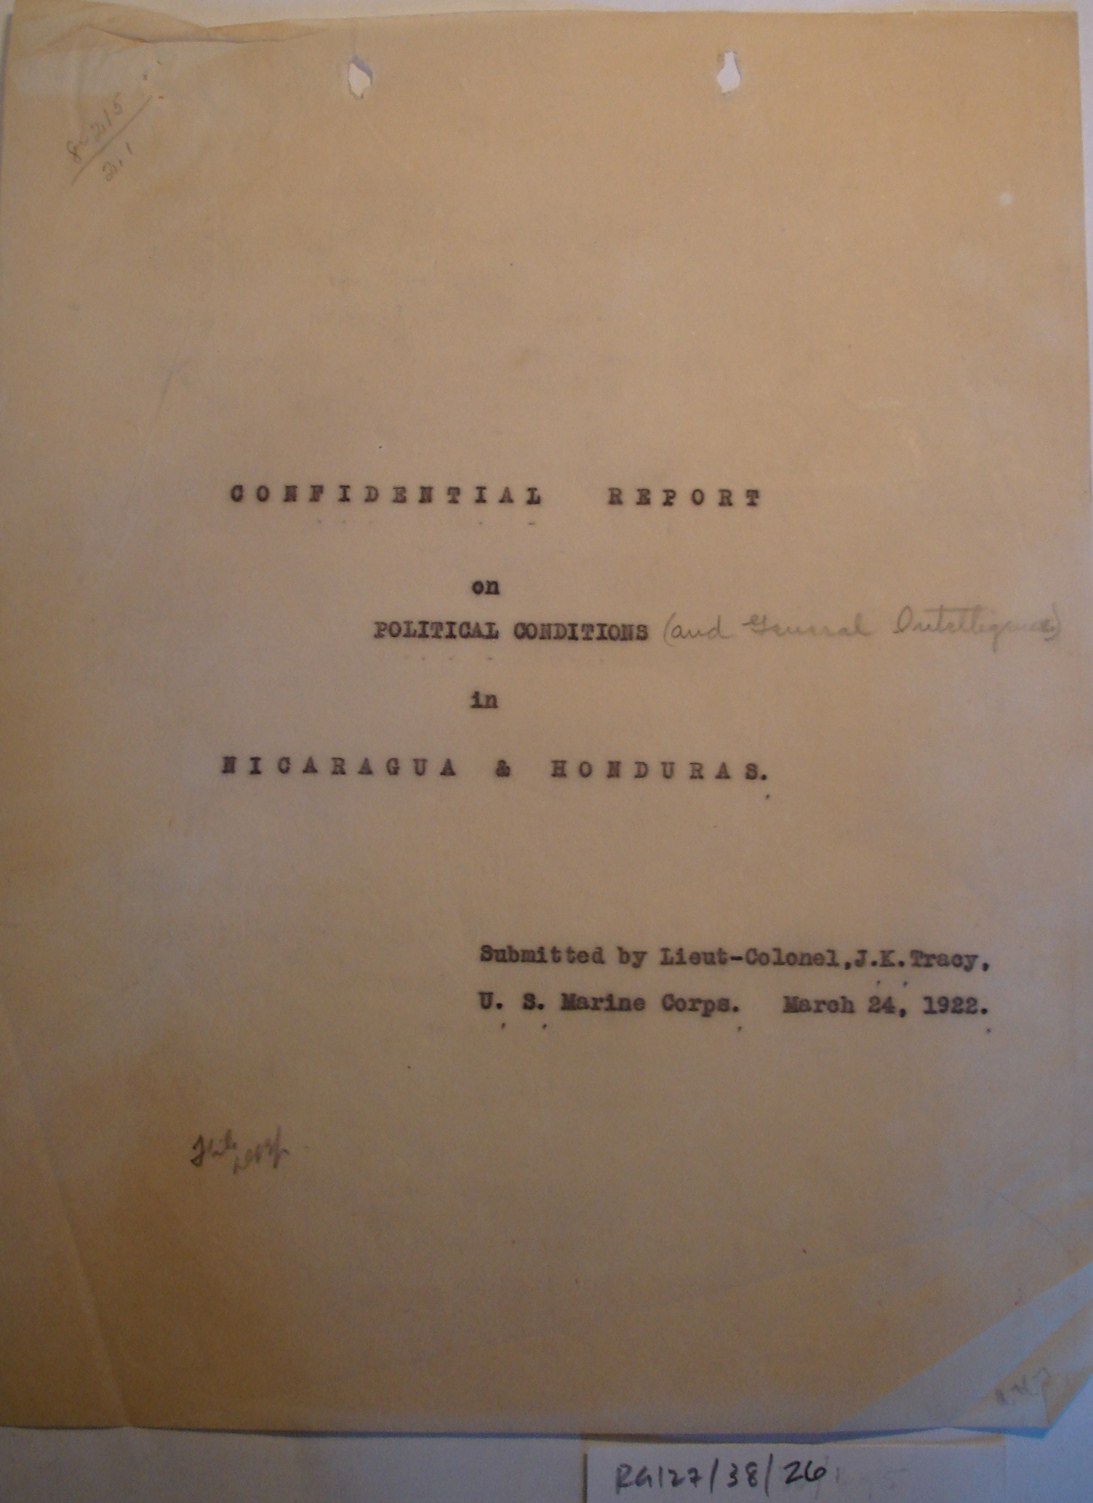 CONFIDENTIAL REPORT
on
POLITICAL CONDITIONS (and General Intelligence)
in
NICARAGUA & HONDURAS.
Submitted by Lieut-Colonel,J.K.Tracy,
U. S. Marine Corps. March 24, 1922.
RG127/38/26